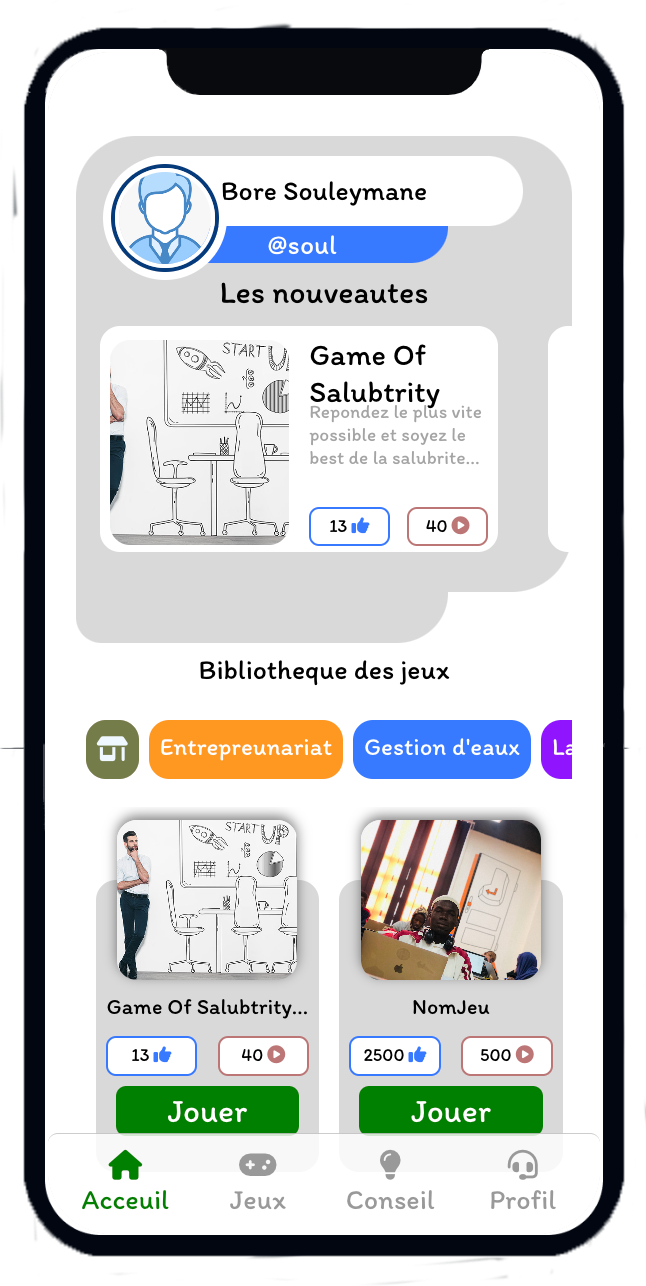 Bore Souleymane
@soul
Les nouveautes
START UP
Game Of
Salubtrity
Repondez le plus vite
possible et soyez le
best de la salubrite...
13
40
Bibliotheque des jeux
Entrepreunariat
Gestion d'eaux
La
START UP
Game Of Salubtrity...
NomJeu
13
40
2500
500
Jouer
Jouer
Acceuil
Jeux
Conseil
Profil